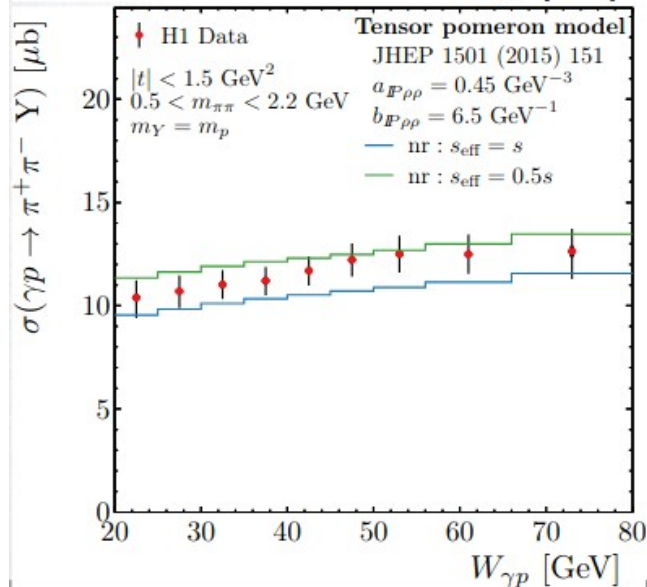 σ(γp → π⁺π⁻ Y) [μb]
H1 Data
|t| < 1.5 GeV²
0.5 < m_ππ < 2.2 GeV
m_Y = m_p
Tensor pomeron model
JHEP 1501 (2015) 151
a_ℙρρ = 0.45 GeV⁻³
b_ℙρρ = 6.5 GeV⁻¹
nr : s_eff = s
nr : s_eff = 0.5s
20
15
10
5
0
20 30 40 50 60 70 80
W_γp [GeV]